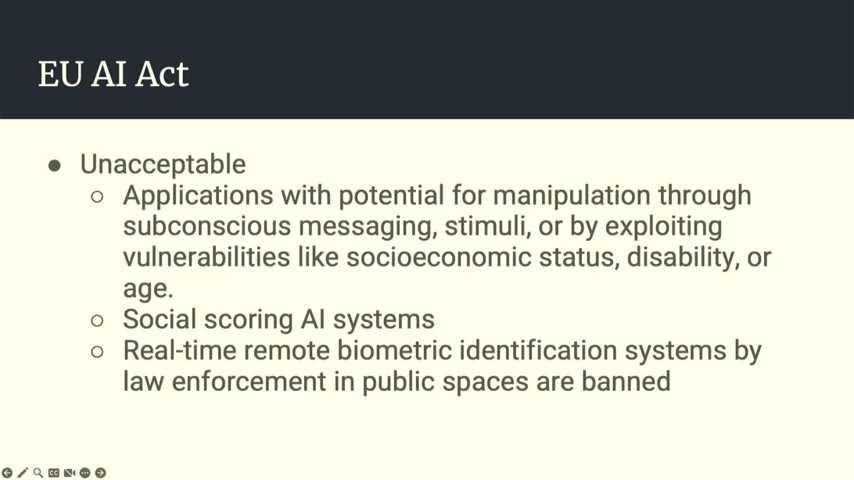 EU AI Act
● Unacceptable
○ Applications with potential for manipulation through
subconscious messaging, stimuli, or by exploiting
vulnerabilities like socioeconomic status, disability, or
age.
○ Social scoring AI systems
○ Real-time remote biometric identification systems by
law enforcement in public spaces are banned
CC